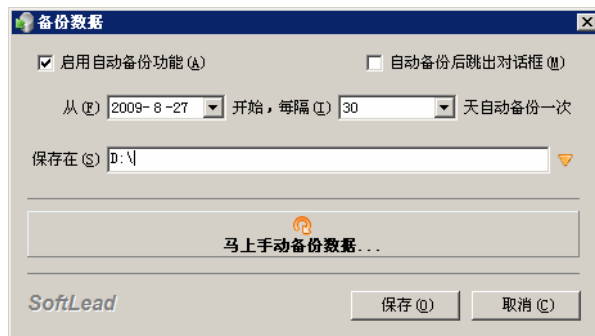 备份数据
启用自动备份功能(A) 自动备份后跳出对话框(M)
从(F) 2009- 8 -27 开始，每隔(I) 30 天自动备份一次
保存在(S) D:\
马上手动备份数据...
SoftLead 保存(O) 取消(C)